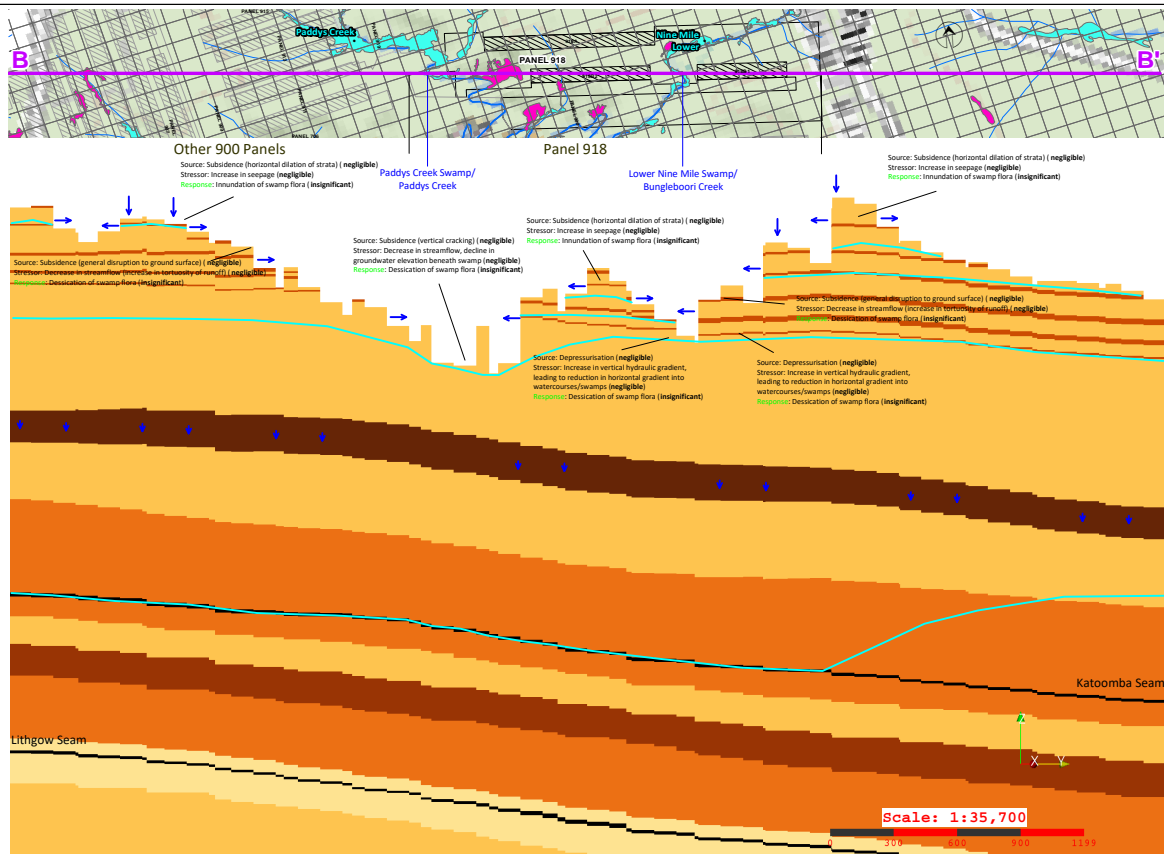 PANEL 915
Paddys Creek
Nine Mile
Lower
PANEL 918
B
B'
Other 900 Panels
Panel 918
Source: Subsidence (horizontal dilation of strata) ( negligible)
Stressor: Increase in seepage (negligible)
Response: Innundation of swamp flora (insignificant)
Paddys Creek Swamp/
Paddys Creek
Lower Nine Mile Swamp/
Bungleboori Creek
Source: Subsidence (horizontal dilation of strata) ( negligible)
Stressor: Increase in seepage (negligible)
Response: Innundation of swamp flora (insignificant)
Source: Subsidence (horizontal dilation of strata) (negligible)
Stressor: Increase in seepage (negligible)
Response: Innundation of swamp flora (insignificant)
Source: Subsidence (vertical cracking) (negligible)
Stressor: Decrease in streamflow, decline in
groundwater elevation beneath swamp (negligible)
Response: Dessication of swamp flora (insignificant)
Source: Subsidence (general disruption to ground surface) ( negligible)
Stressor: Decrease in streamflow (increase in tortuosity of runoff) ( negligible)
Response: Dessication of swamp flora (insignificant)
Source: Subsidence (general disruption to ground surface) ( negligible)
Stressor: Decrease in streamflow (increase in tortuosity of runoff) ( negligible)
Response: Dessication of swamp flora (insignificant)
Source: Depressurisation (negligible)
Stressor: Increase in vertical hydraulic gradient,
leading to reduction in horizontal gradient into
watercourses/swamps (negligible)
Response: Dessication of swamp flora (insignificant)
Source: Depressurisation (negligible)
Stressor: Increase in vertical hydraulic gradient,
leading to reduction in horizontal gradient into
watercourses/swamps (negligible)
Response: Dessication of swamp flora (insignificant)
Katoomba Seam
Lithgow Seam
Z
X Y
Scale: 1:35,700
0 300 600 900 1199